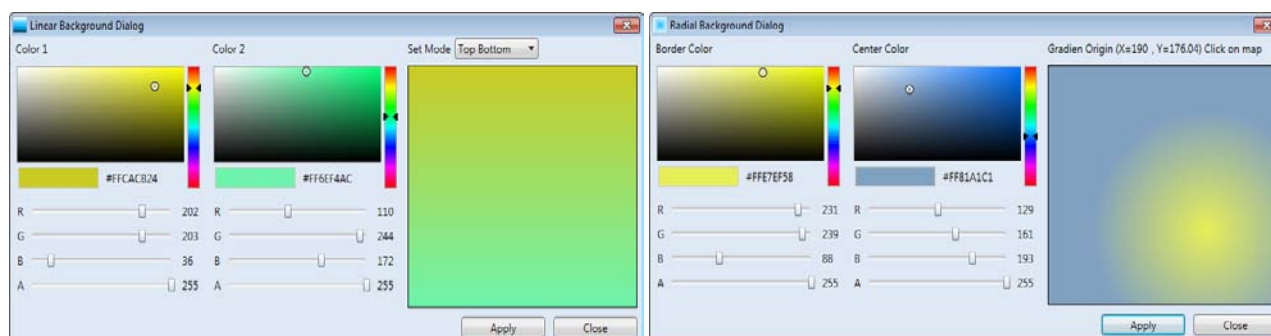 Linear Background Dialog
Color 1
Color 2
Set Mode Top Bottom
#FFCACB24
#FF6EF4AC
R 202 R 110
G 203 G 244
B 36 B 172
A 255 A 255
Apply Close
Radial Background Dialog
Border Color
Center Color
Gradien Origin (X=190 , Y=176.04) Click on map
#FFE7EF58
#FF81A1C1
R 231 R 129
G 239 G 161
B 88 B 193
A 255 A 255
Apply Close